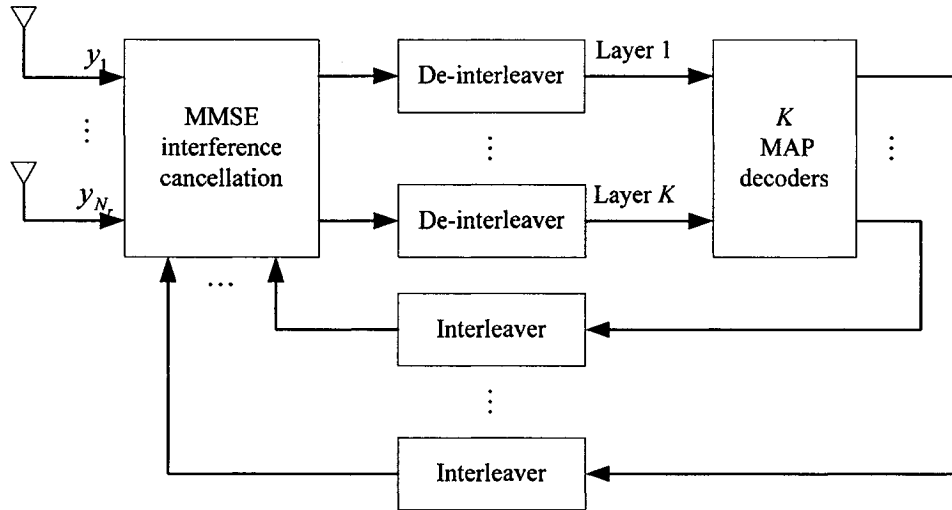 y1
⋮
yNr
MMSE
interference
cancellation
...
De-interleaver
⋮
De-interleaver
Layer 1
Layer K
K
MAP
decoders
⋮
Interleaver
⋮
Interleaver